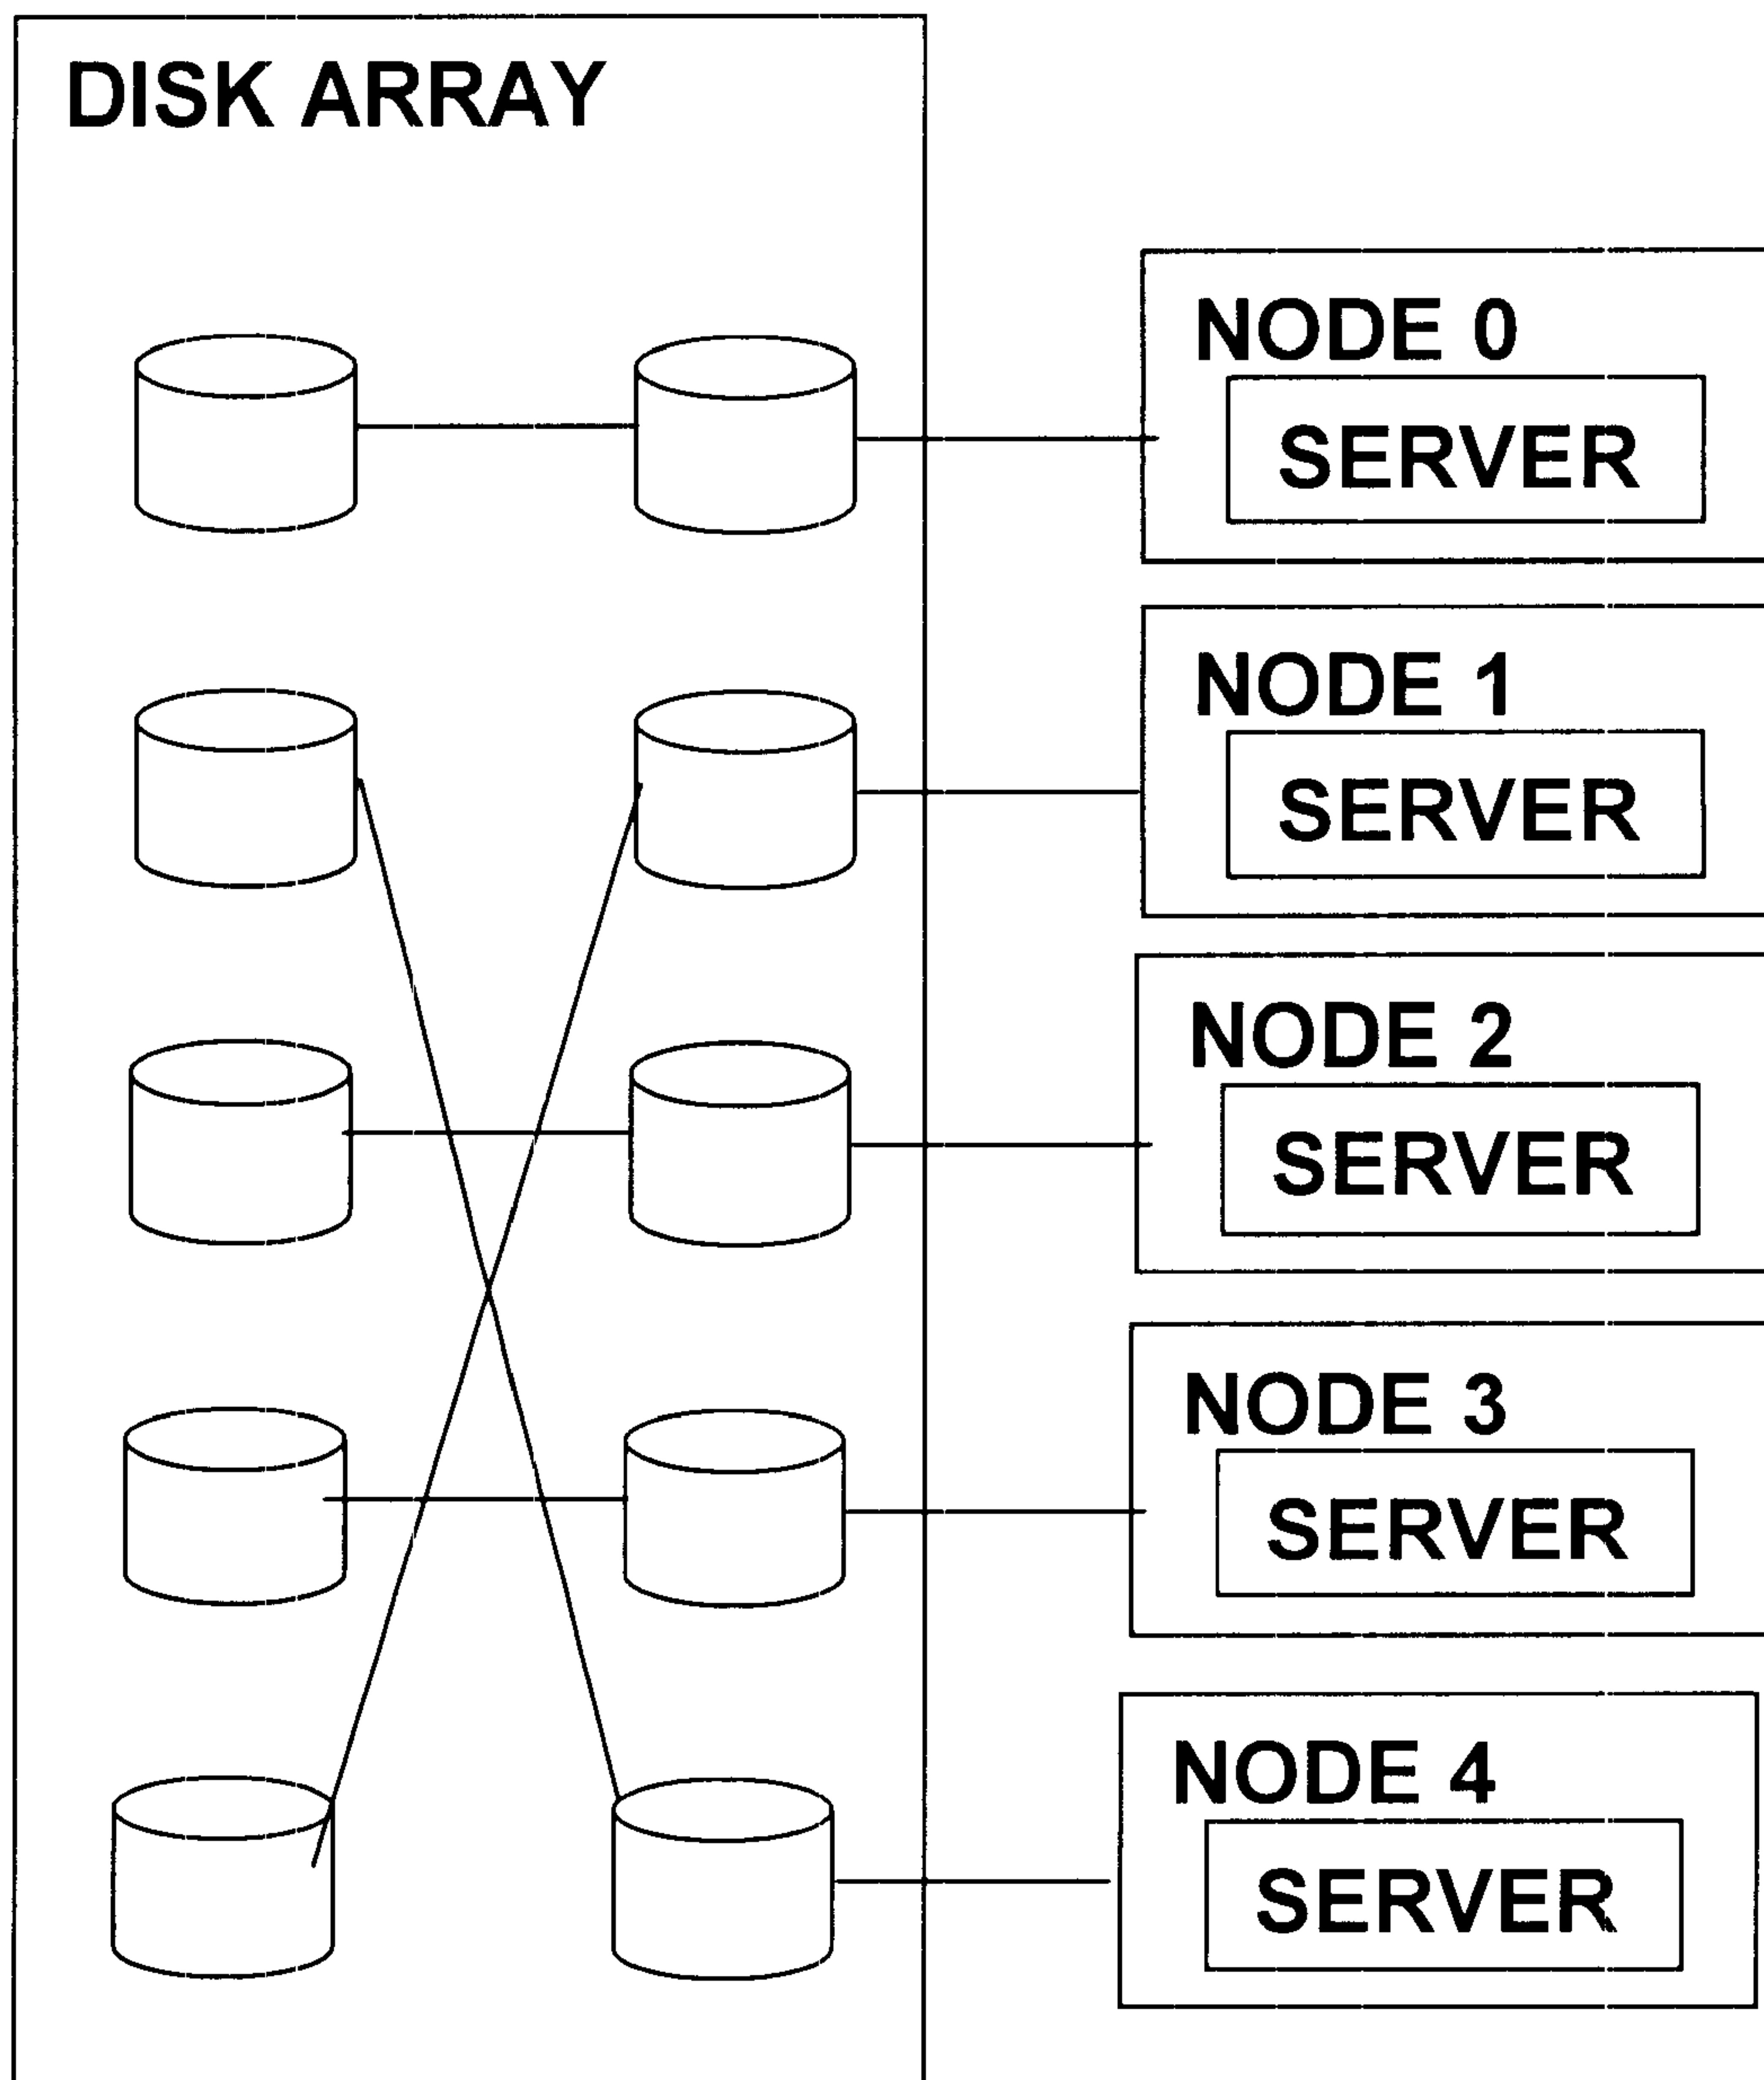 DISK ARRAY
NODE 0
SERVER
NODE 1
SERVER
NODE 2
SERVER
NODE 3
SERVER
NODE 4
SERVER